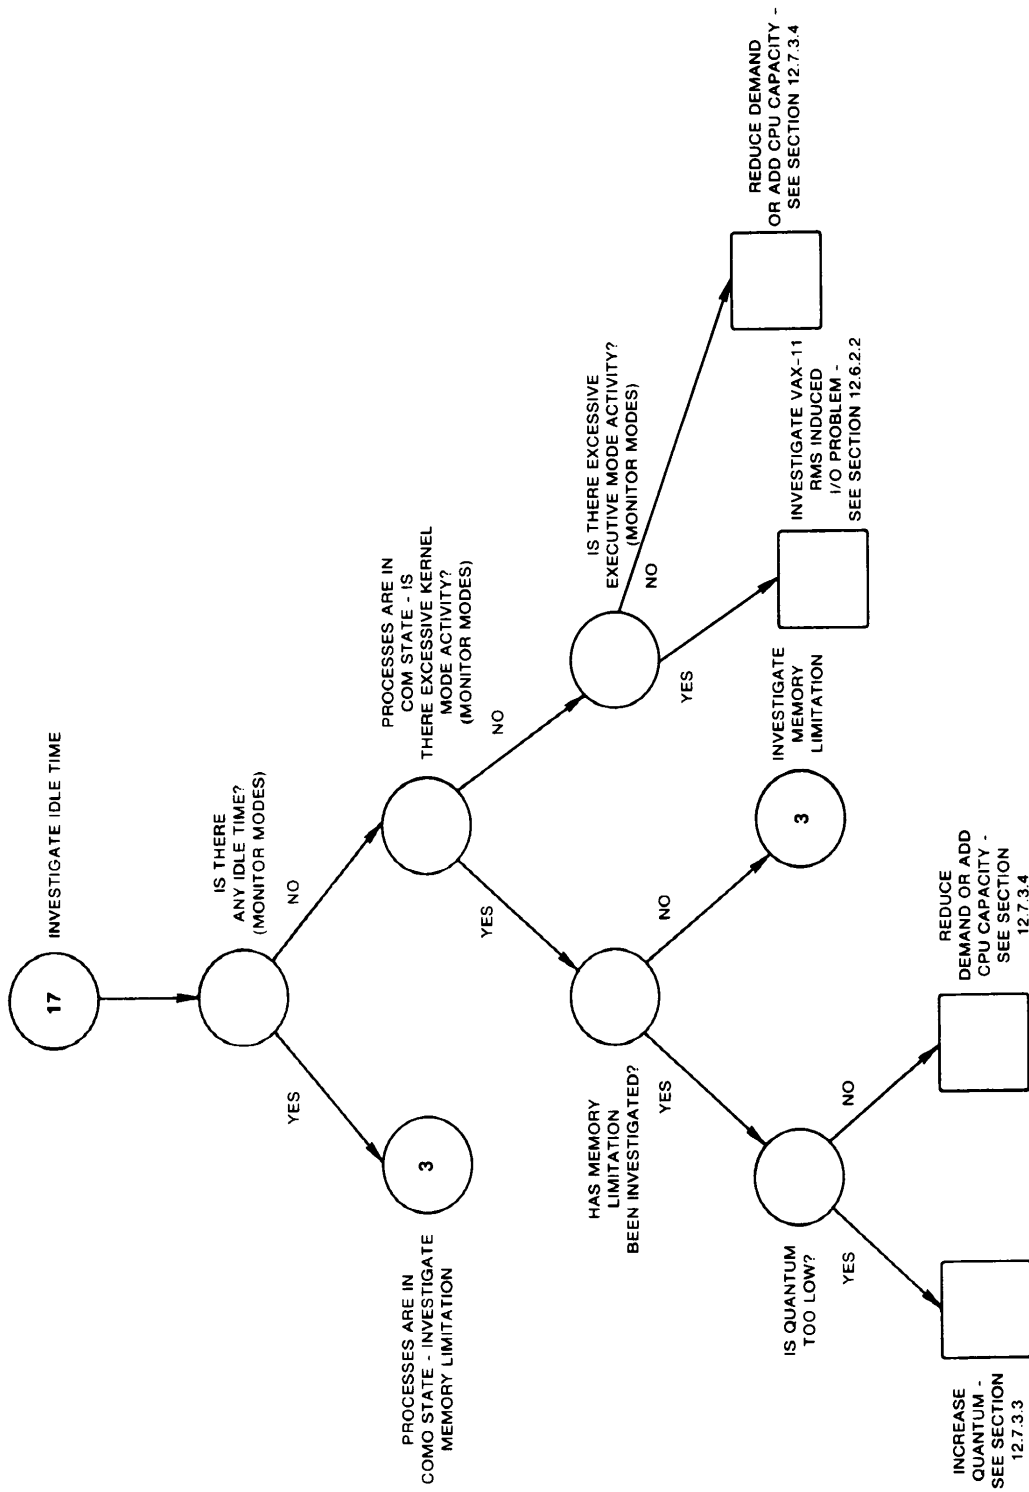 17
INVESTIGATE IDLE TIME
IS THERE
ANY IDLE TIME?
(MONITOR MODES)
YES
NO
PROCESSES ARE IN
COMO STATE - INVESTIGATE
MEMORY LIMITATION
3
PROCESSES ARE IN
COM STATE - IS
THERE EXCESSIVE KERNEL
MODE ACTIVITY?
(MONITOR MODES)
YES
NO
HAS MEMORY
LIMITATION
BEEN INVESTIGATED?
YES
NO
IS THERE EXCESSIVE
EXECUTIVE MODE ACTIVITY?
(MONITOR MODES)
YES
NO
IS QUANTUM
TOO LOW?
YES
NO
3
INVESTIGATE
MEMORY
LIMITATION
INVESTIGATE VAX-11
RMS INDUCED
I/O PROBLEM -
SEE SECTION 12.6.2.2
REDUCE DEMAND
OR ADD CPU CAPACITY -
SEE SECTION 12.7.3.4
INCREASE
QUANTUM -
SEE SECTION
12.7.3.3
REDUCE
DEMAND OR ADD
CPU CAPACITY -
SEE SECTION
12.7.3.4